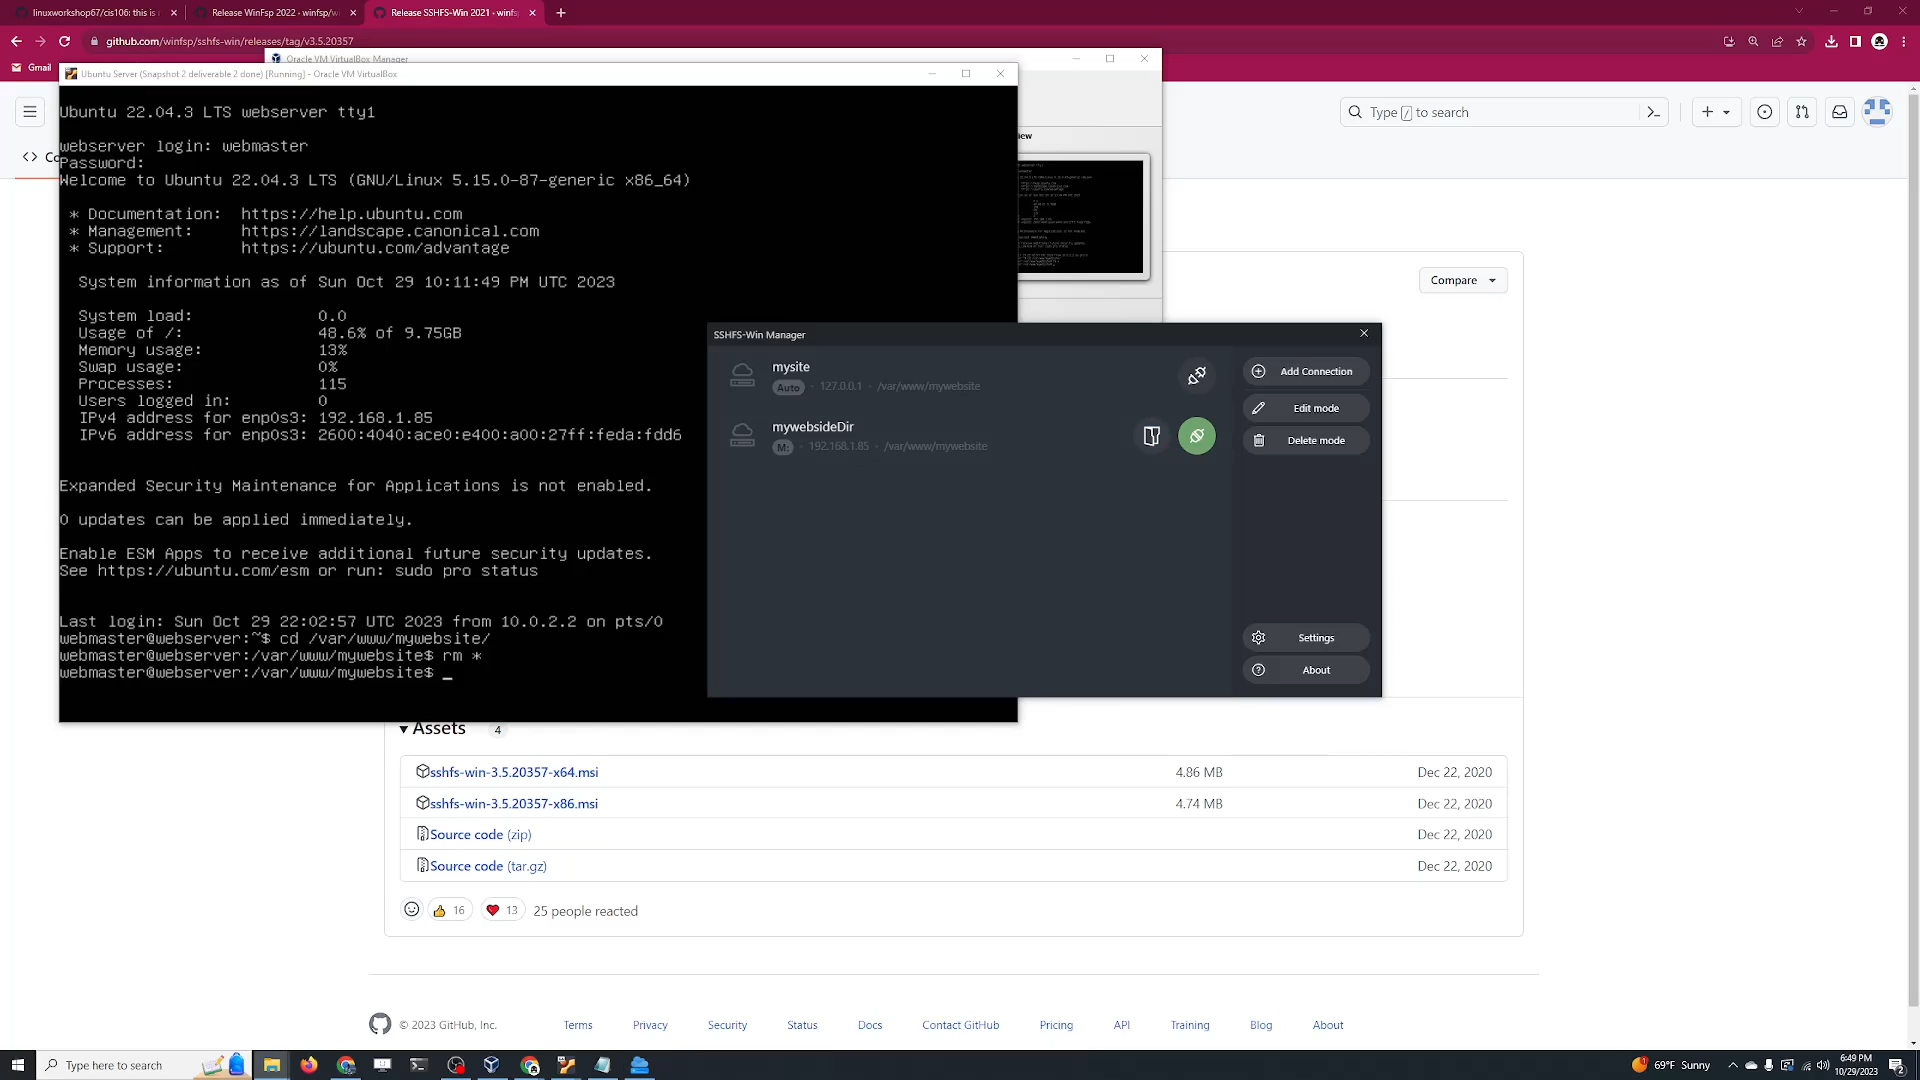 linuxworkshop67/cis106: this is
Release WinFsp 2022 · winfsp/w
Release SSHFS-Win 2021 · winfs
github.com/winfsp/sshfs-win/releases/tag/v3.5.20357
Gmail
Oracle VM VirtualBox Manager
Ubuntu Server (Snapshot 2 deliverable 2 done) [Running] - Oracle VM VirtualBox
Type / to search
Ubuntu 22.04.3 LTS webserver tty1
webserver login: webmaster
Password:
Welcome to Ubuntu 22.04.3 LTS (GNU/Linux 5.15.0-87-generic x86_64)
* Documentation: https://help.ubuntu.com
* Management: https://landscape.canonical.com
* Support: https://ubuntu.com/advantage
System information as of Sun Oct 29 10:11:49 PM UTC 2023
System load: 0.0
Usage of /: 48.6% of 9.75GB
Memory usage: 13%
Swap usage: 0%
Processes: 115
Users logged in: 0
IPv4 address for enp0s3: 192.168.1.85
IPv6 address for enp0s3: 2600:4040:ace0:e400:a00:27ff:feda:fdd6
Expanded Security Maintenance for Applications is not enabled.
0 updates can be applied immediately.
Enable ESM Apps to receive additional future security updates.
See https://ubuntu.com/esm or run: sudo pro status
Last login: Sun Oct 29 22:02:57 UTC 2023 from 10.0.2.2 on pts/0
webmaster@webserver:~$ cd /var/www/mywebsite/
webmaster@webserver:/var/www/mywebsite$ rm *
webmaster@webserver:/var/www/mywebsite$ _
Compare
SSHFS-Win Manager
mysite
Auto · 127.0.0.1 · /var/www/mywebsite
mywebsideDir
M: · 192.168.1.85 · /var/www/mywebsite
Add Connection
Edit mode
Delete mode
Settings
About
Assets 4
sshfs-win-3.5.20357-x64.msi 4.86 MB Dec 22, 2020
sshfs-win-3.5.20357-x86.msi 4.74 MB Dec 22, 2020
Source code (zip) Dec 22, 2020
Source code (tar.gz) Dec 22, 2020
16 13 25 people reacted
© 2023 GitHub, Inc. Terms Privacy Security Status Docs Contact GitHub Pricing API Training Blog About
Type here to search
69°F Sunny
6:49 PM
10/29/2023